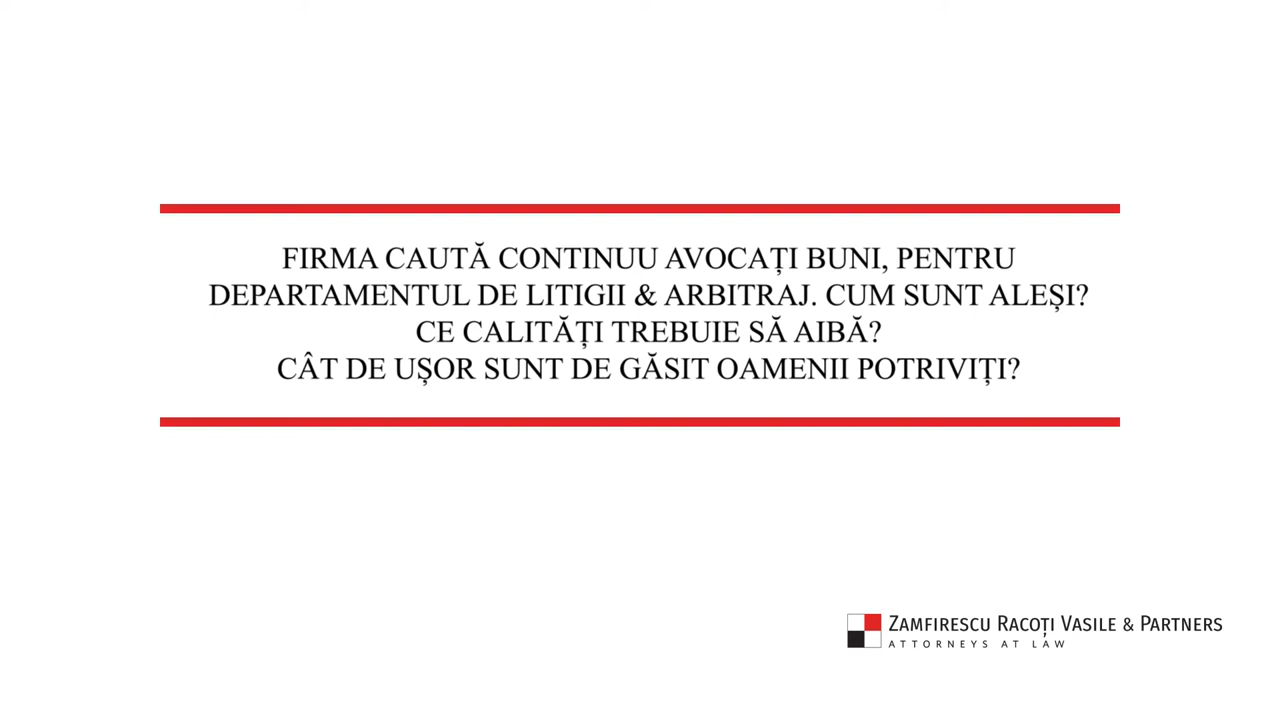 FIRMA CAUTĂ CONTINUU AVOCAȚI BUNI, PENTRU
DEPARTAMENTUL DE LITIGII & ARBITRAJ. CUM SUNT ALEȘI?
CE CALITĂȚI TREBUIE SĂ AIBĂ?
CÂT DE UȘOR SUNT DE GĂSIT OAMENII POTRIVIȚI?
ZAMFIRESCU RACOȚI VASILE & PARTNERS
ATTORNEYS AT LAW